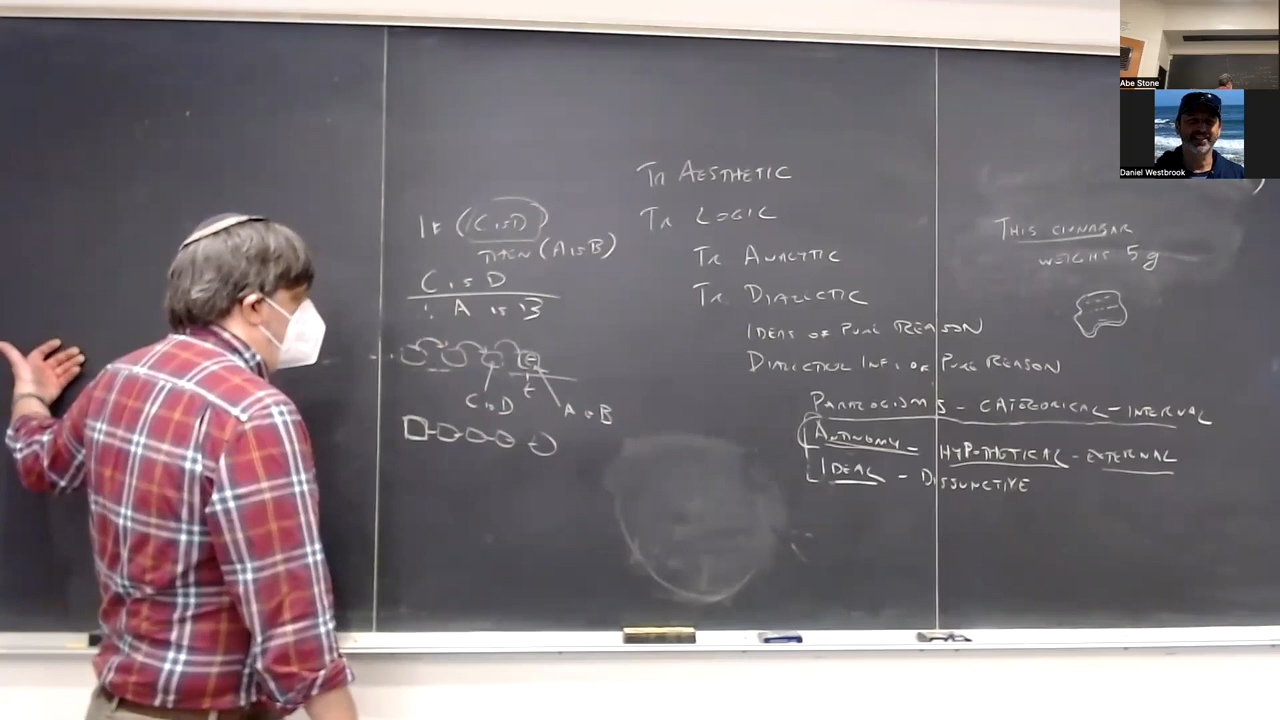 If (C is D)
then (A is B)
C is D
∴ A is B
t
C is D
A is B
Tr Aesthetic
Tr Logic
Tr Analytic
Tr. Dialectic
Ideas of Pure Reason
Dialectical Inf. of Pure Reason
Paralogisms - Categorical - Internal
Antinomy - Hypothetical - External
Ideal - Disjunctive
This cinnabar
weighs 5g
Abe Stone
Daniel Westbrook